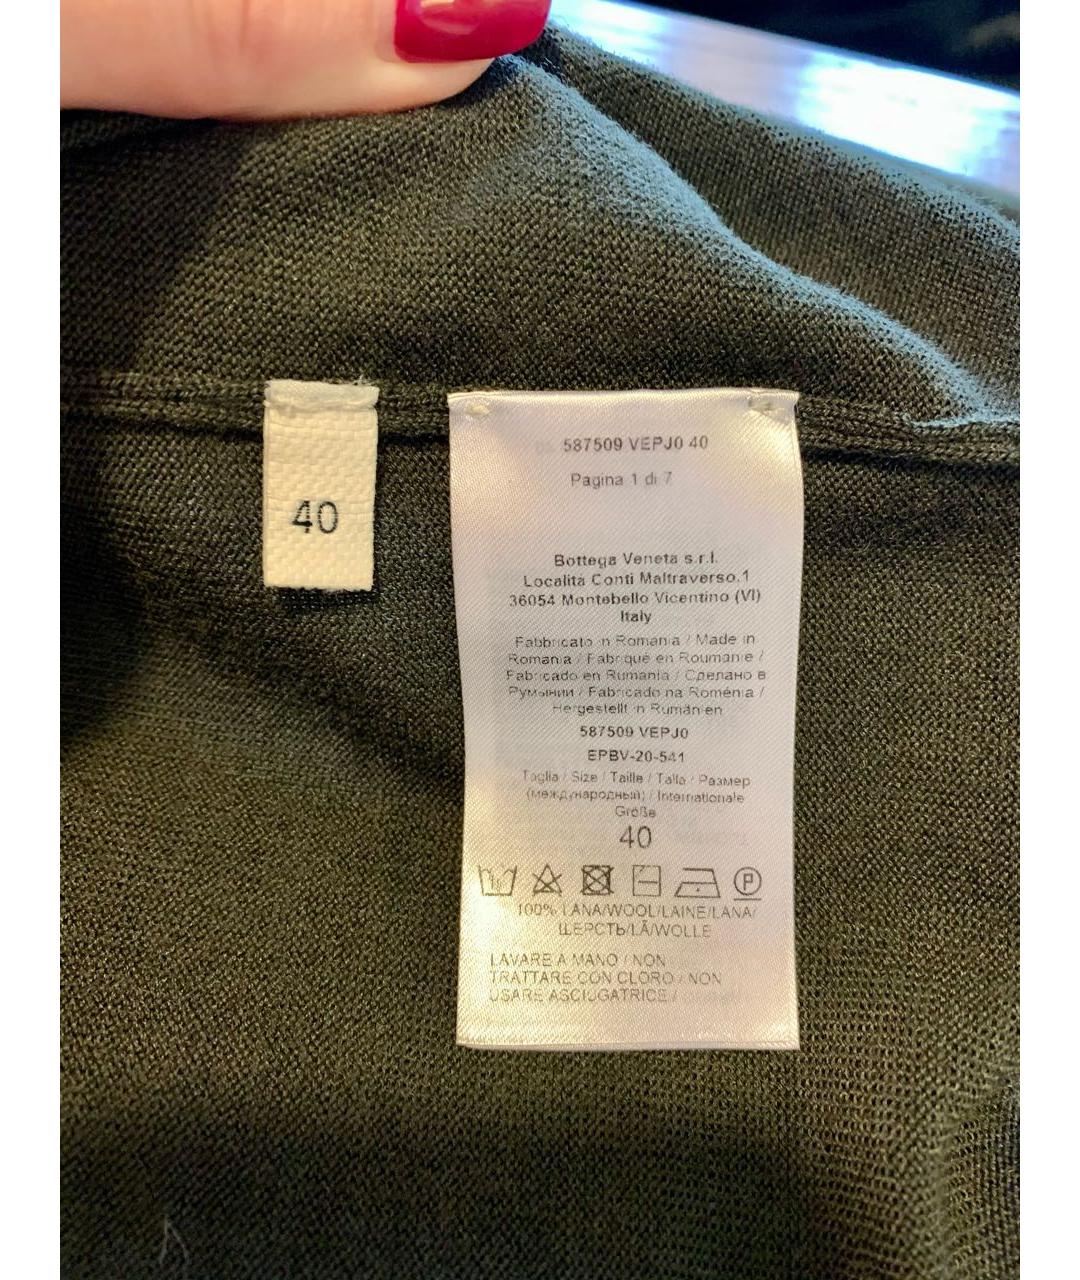 40
587509 VEPJ0 40
Pagina 1 di 7
Bottega Veneta s.r.l.
Località Conti Maltraverso,1
36054 Montebello Vicentino (VI)
Italy
Fabbricato in Romania / Made in
Romania / Fabriqué en Roumanie /
Fabricado en Rumania / Сделано в
Румынии / Fabricado na Roménia /
Hergestellt in Rumänien
587509 VEPJ0
EPBV-20-541
Taglia / Size / Taille / Talla / Размер
(международный) / Internationale
Größe
40
P
100% LANA/WOOL/LAINE/LANA/
ШЕРСТЬ/LÃ/WOLLE
LAVARE A MANO / NON
TRATTARE CON CLORO / NON
USARE ASCIUGATRICE /